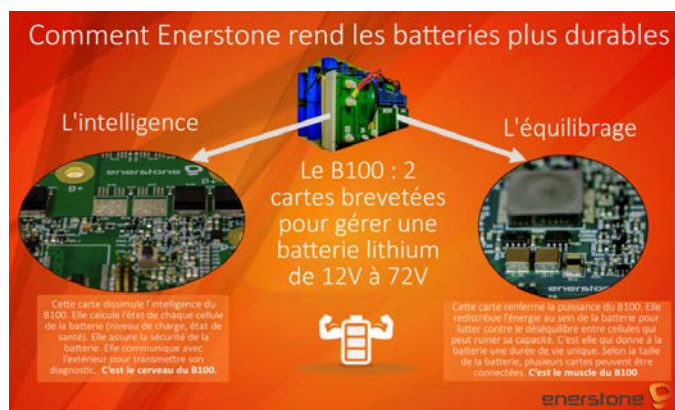 Comment Enerstone rend les batteries plus durables
L'intelligence
L'équilibrage
B+
enerstone
Le B100 : 2
cartes brevetées
pour gérer une
batterie lithium
de 12V à 72V
Cette carte dissimule l'intelligence du
B100. Elle calcule l'état de chaque cellule
de la batterie (niveau de charge, état de
santé). Elle assure la sécurité de la
batterie. Elle communique avec
l'extérieur pour transmettre son
diagnostic. C'est le cerveau du B100.
Cette carte renferme la puissance du B100. Elle
redistribue l'énergie au sein de la batterie pour
lutter contre le déséquilibre entre cellules qui
peut ruiner sa capacité. C'est elle qui donne à la
batterie une durée de vie unique. Selon la taille
de la batterie, plusieurs cartes peuvent être
connectées. C'est le muscle du B100
enerstone